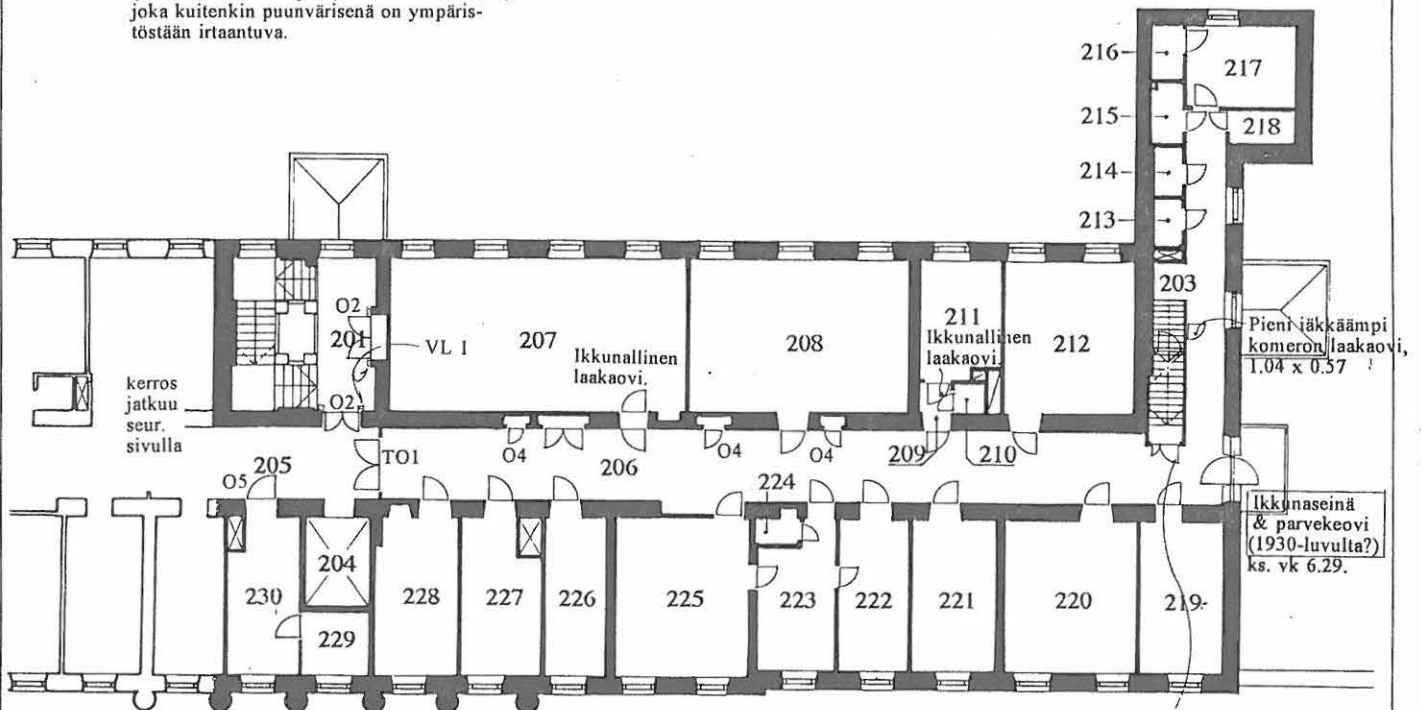 joka kuitenkin puunvärisenä on ympäris-
töstään irtaantuva.
216
217
215
218
214
213
203
O2
201
VL 1
207
Ikkunallinen
laakaovi.
208
211
Ikkunallinen
laakaovi.
212
Pieni iäkkäämpi
komeron laakaovi,
1.04 x 0.57
kerros
jatkuu
seur.
sivulla
O2
TO1
205
O5
O4
206
O4
O4
209
210
224
Ikkunaseinä
& parvekeovi
(1930-luvulta?)
ks. vk 6.29.
204
230
229
228
227
226
225
223
222
221
220
219